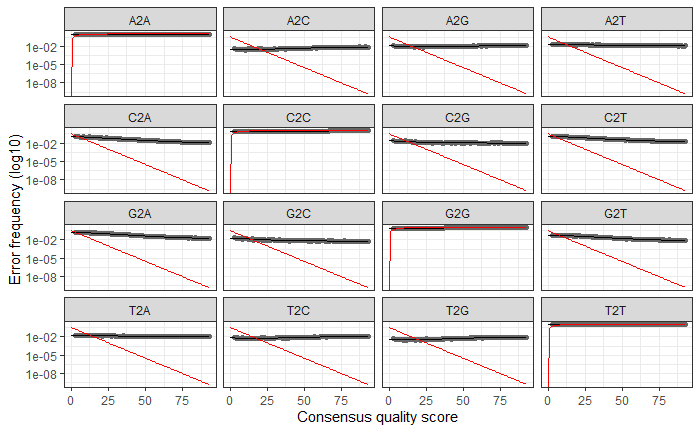 A2A A2C A2G A2T
1e-02
1e-05
1e-08
C2A C2C C2G C2T
1e-02
1e-05
1e-08
G2A G2C G2G G2T
1e-02
1e-05
1e-08
T2A T2C T2G T2T
1e-02
1e-05
1e-08
0 25 50 75 0 25 50 75 0 25 50 75 0 25 50 75
Consensus quality score
Error frequency (log10)